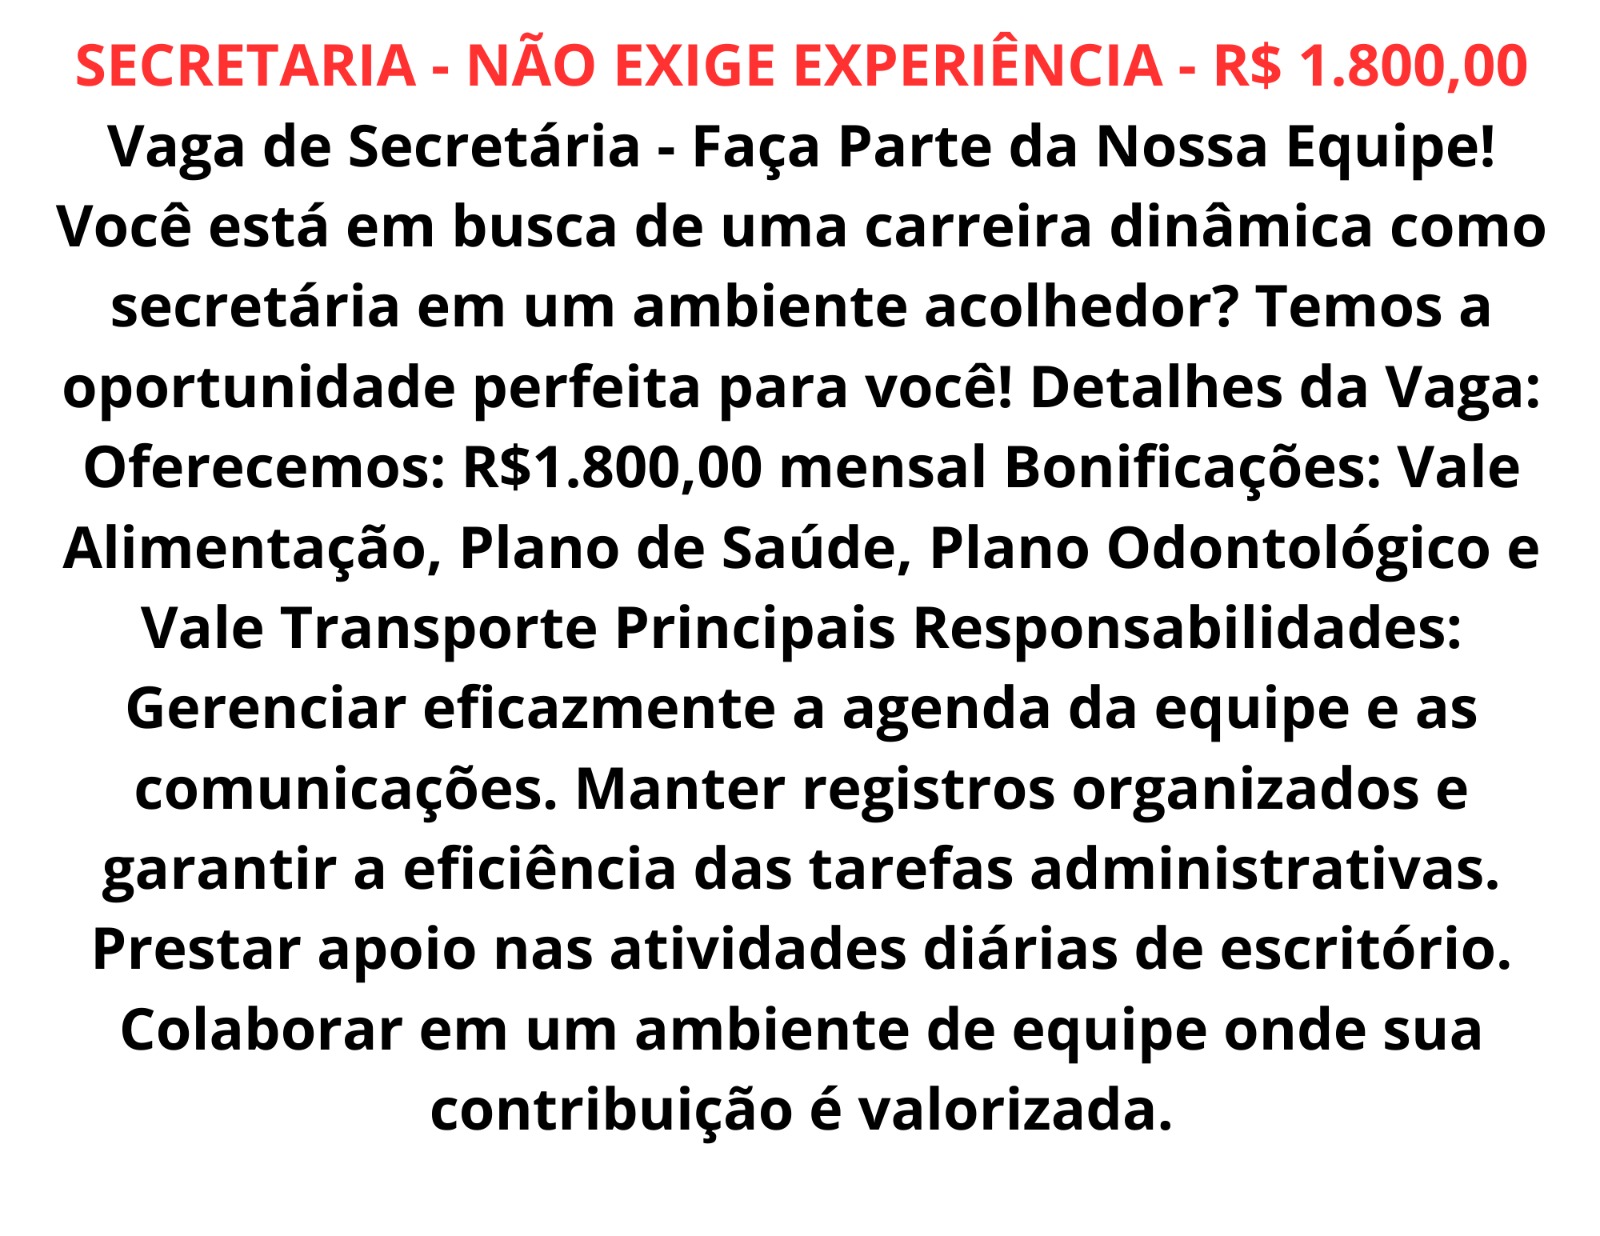 SECRETARIA - NÃO EXIGE EXPERIÊNCIA - R$ 1.800,00
Vaga de Secretária - Faça Parte da Nossa Equipe!
Você está em busca de uma carreira dinâmica como
secretária em um ambiente acolhedor? Temos a
oportunidade perfeita para você! Detalhes da Vaga:
Oferecemos: R$1.800,00 mensal Bonificações: Vale
Alimentação, Plano de Saúde, Plano Odontológico e
Vale Transporte Principais Responsabilidades:
Gerenciar eficazmente a agenda da equipe e as
comunicações. Manter registros organizados e
garantir a eficiência das tarefas administrativas.
Prestar apoio nas atividades diárias de escritório.
Colaborar em um ambiente de equipe onde sua
contribuição é valorizada.